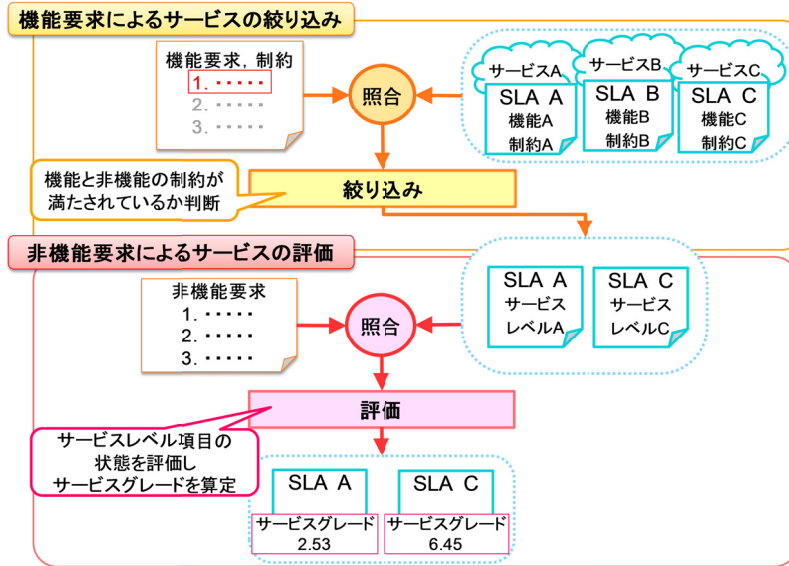 機能要求によるサービスの絞り込み
機能要求, 制約
1. ・・・・・
2. ・・・・・
3. ・・・・・
照合
サービスA
サービスB
サービスC
SLA A
機能A
制約A
SLA B
機能B
制約B
SLA C
機能C
制約C
機能と非機能の制約が
満たされているか判断
絞り込み
非機能要求によるサービスの評価
非機能要求
1. ・・・・・
2. ・・・・・
3. ・・・・・
照合
SLA A
サービス
レベルA
SLA C
サービス
レベルC
評価
サービスレベル項目の
状態を評価し
サービスグレードを算定
SLA A
サービスグレード
2.53
SLA C
サービスグレード
6.45